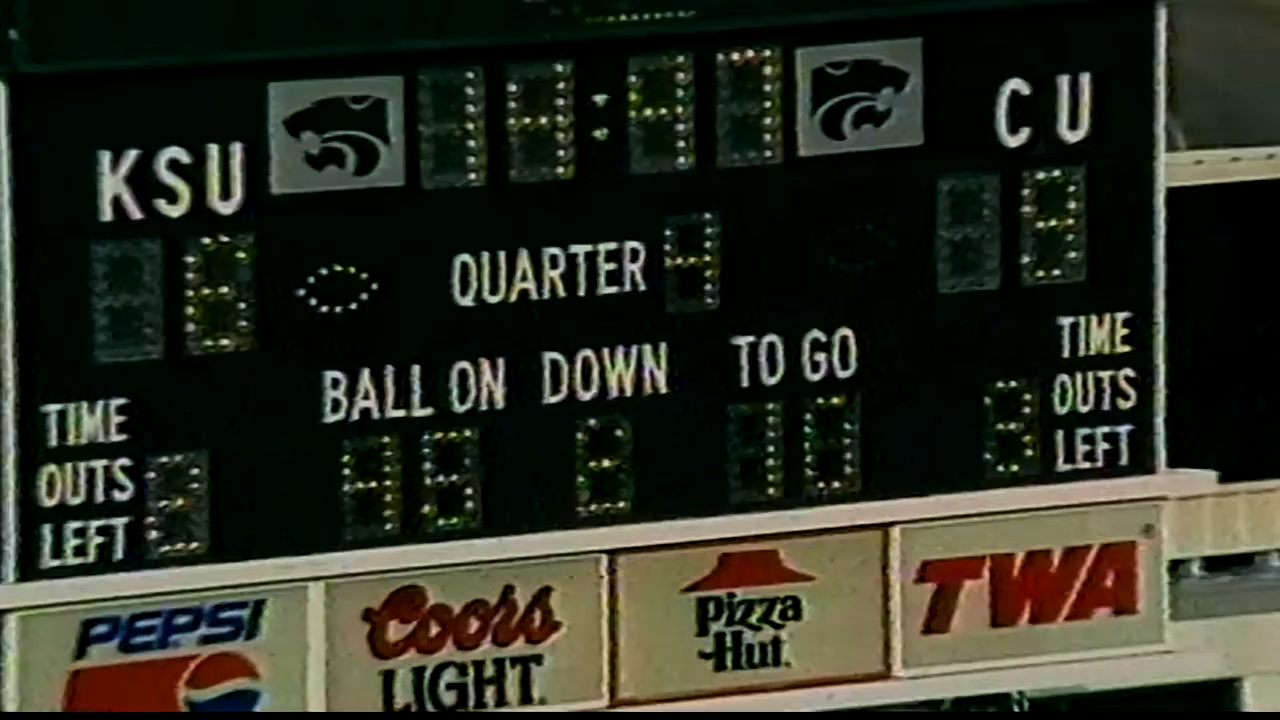 KSU
CU
QUARTER 4
BALL ON DOWN TO GO
TIME
OUTS
LEFT
TIME
OUTS
LEFT
PEPSI
Coors
LIGHT
Pizza
Hut
TWA